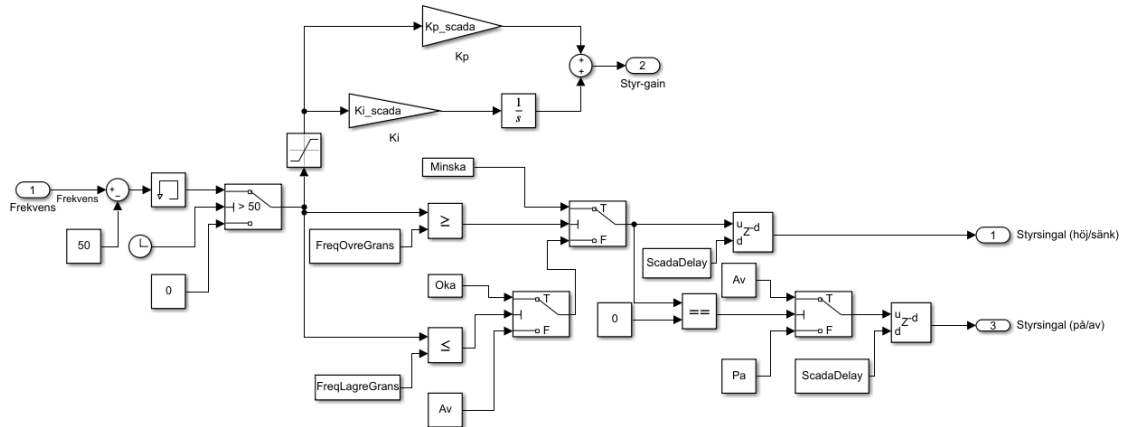 Kp_scada
Kp
2
Styr-gain
Ki_scada
Ki
1
s
1
Frekvens
Frekvens
50
> 50
0
Minska
≥
FreqOvreGrans
T
F
Oka
T
F
≤
FreqLagreGrans
Av
u
d
Z-d
ScadaDelay
1
Styrsingal (höj/sänk)
0
==
Av
T
F
Pa
u
d
Z-d
ScadaDelay
3
Styrsingal (på/av)